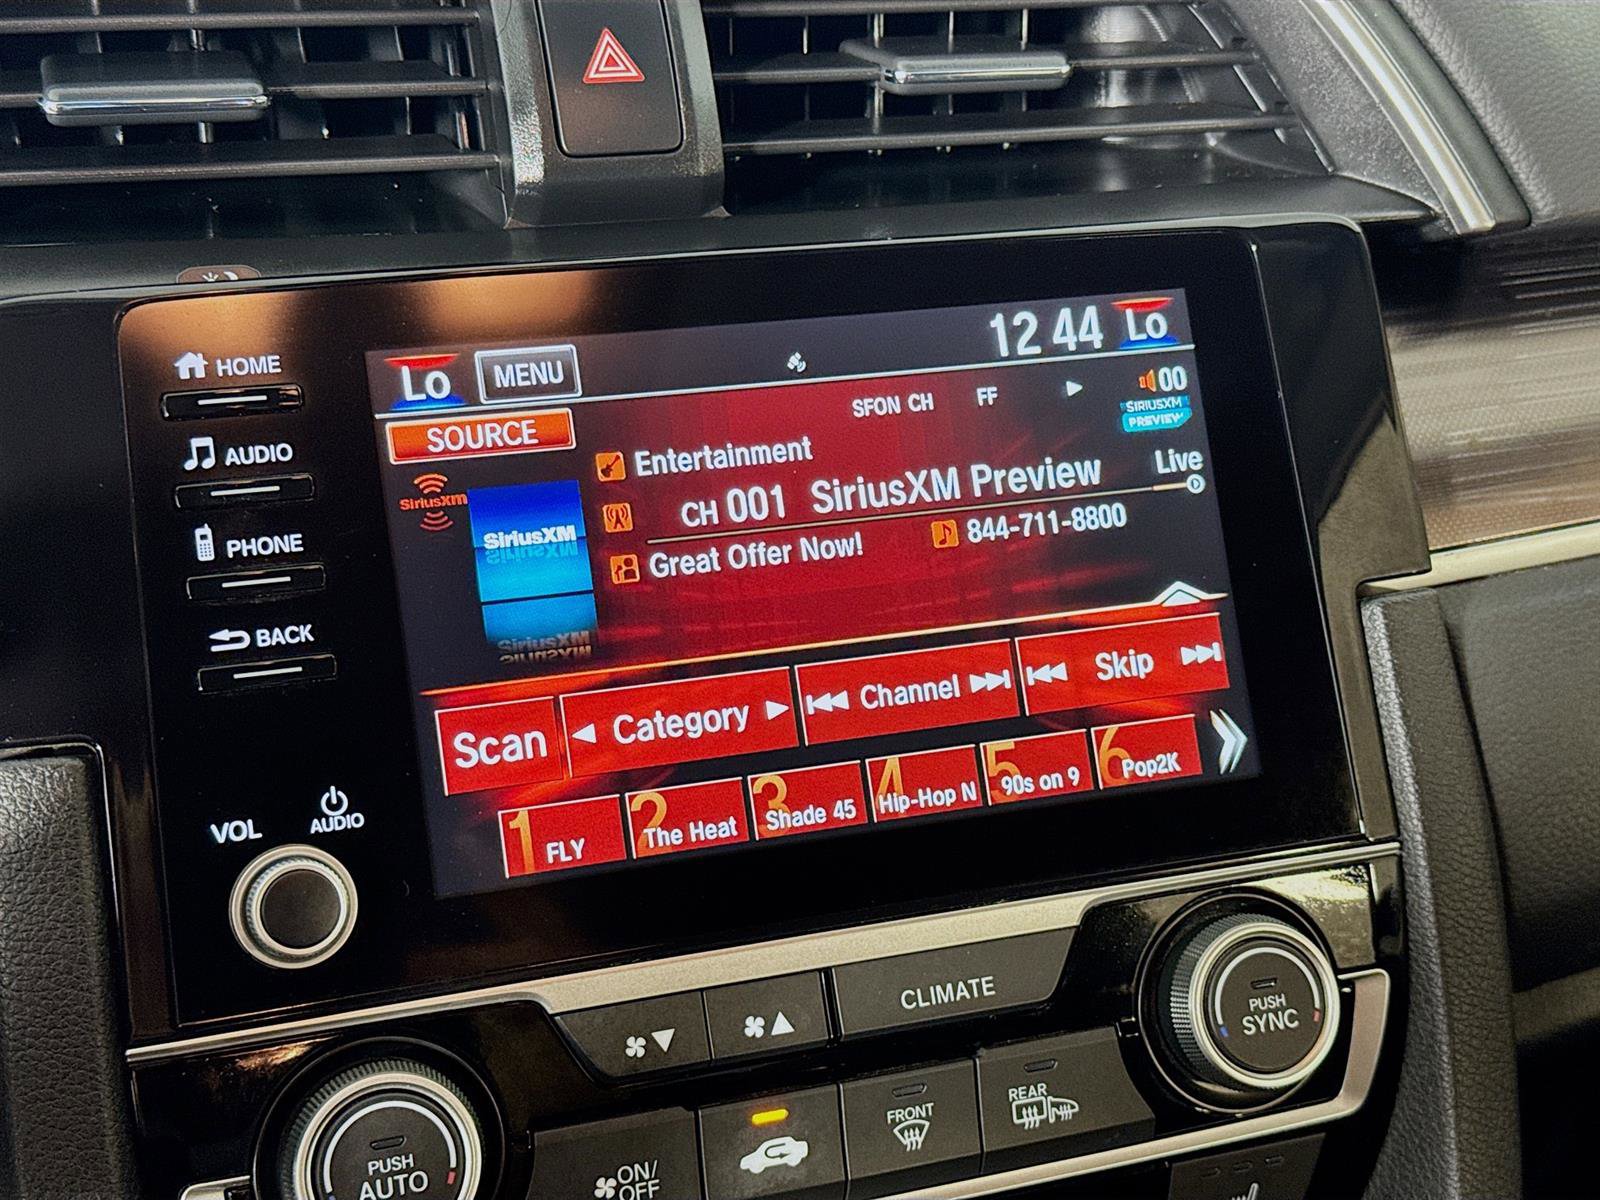 HOME
AUDIO
PHONE
BACK
VOL
AUDIO
Lo
MENU
12 44
Lo
SOURCE
SFON CH
FF
00
SIRIUSXM
PREVIEW
SiriusXM
SiriusXM
SiriusXM
Entertainment
CH 001 SiriusXM Preview
Live
Great Offer Now!
844-711-8800
Scan
Category
Channel
Skip
1 FLY
2 The Heat
3 Shade 45
4 Hip-Hop N
5 90s on 9
6 Pop2K
CLIMATE
PUSH
SYNC
FRONT
REAR
PUSH
AUTO
ON/
OFF